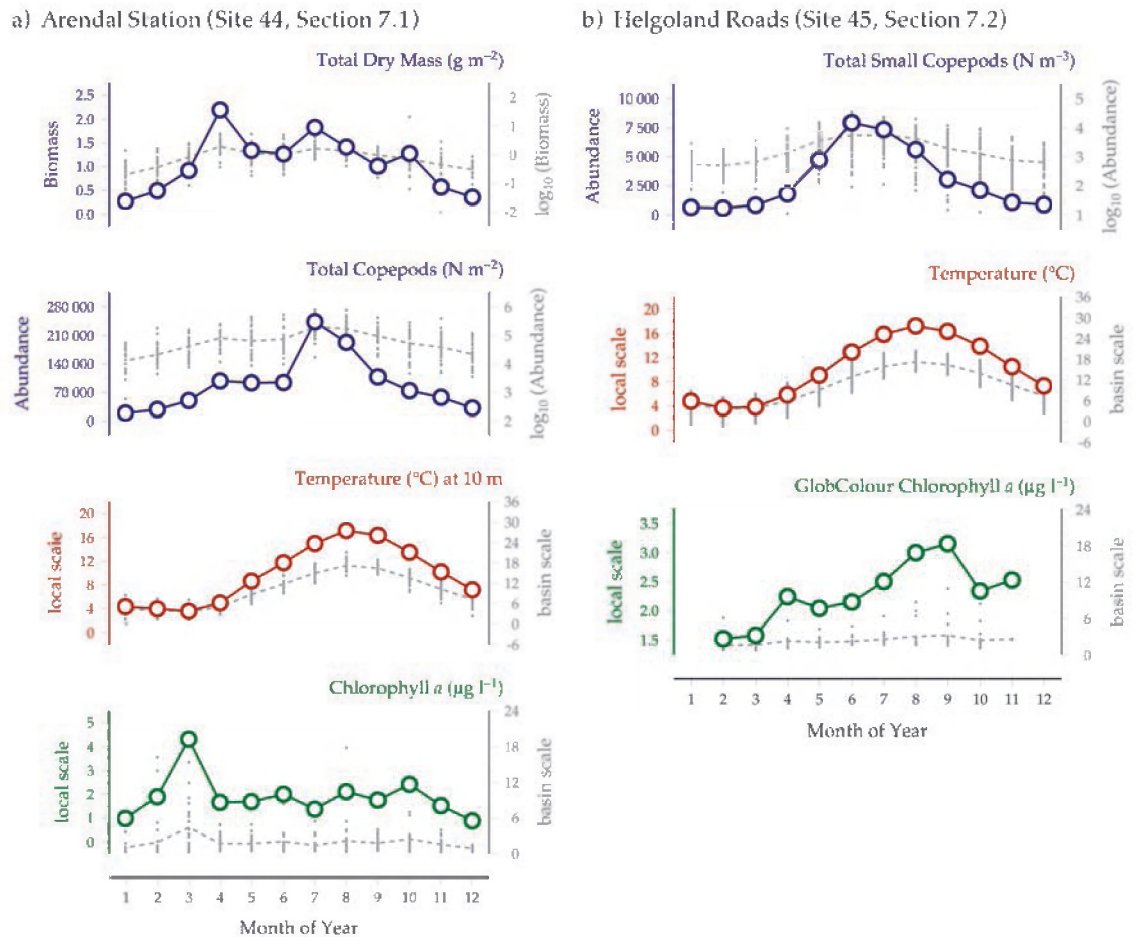 a) Arendal Station (Site 44, Section 7.1)
Total Dry Mass (g m⁻²)
Biomass
2.5
2.0
1.5
1.0
0.5
0.0
2
1
0
-1
-2
log₁₀ (Biomass)
Total Copepods (N m⁻²)
Abundance
280 000
210 000
140 000
70 000
0
6
5
4
3
2
log₁₀ (Abundance)
Temperature (°C) at 10 m
local scale
20
16
12
8
4
0
36
30
24
18
12
6
0
-6
basin scale
Chlorophyll a (µg l⁻¹)
local scale
5
4
3
2
1
0
24
18
12
6
0
basin scale
1 2 3 4 5 6 7 8 9 10 11 12
Month of Year
b) Helgoland Roads (Site 45, Section 7.2)
Total Small Copepods (N m⁻³)
Abundance
10 000
7 500
5 000
2 500
0
5
4
3
2
1
log₁₀ (Abundance)
Temperature (°C)
local scale
20
16
12
8
4
0
36
30
24
18
12
6
0
-6
basin scale
GlobColour Chlorophyll a (µg l⁻¹)
local scale
3.5
3.0
2.5
2.0
1.5
24
18
12
6
0
basin scale
1 2 3 4 5 6 7 8 9 10 11 12
Month of Year